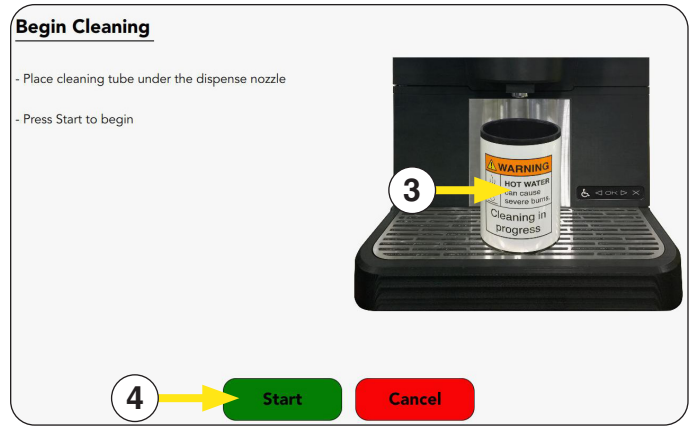 Begin Cleaning
- Place cleaning tube under the dispense nozzle
- Press Start to begin
WARNING
HOT WATER
can cause
severe burns.
Cleaning in
progress
3
OK
4
Start
Cancel